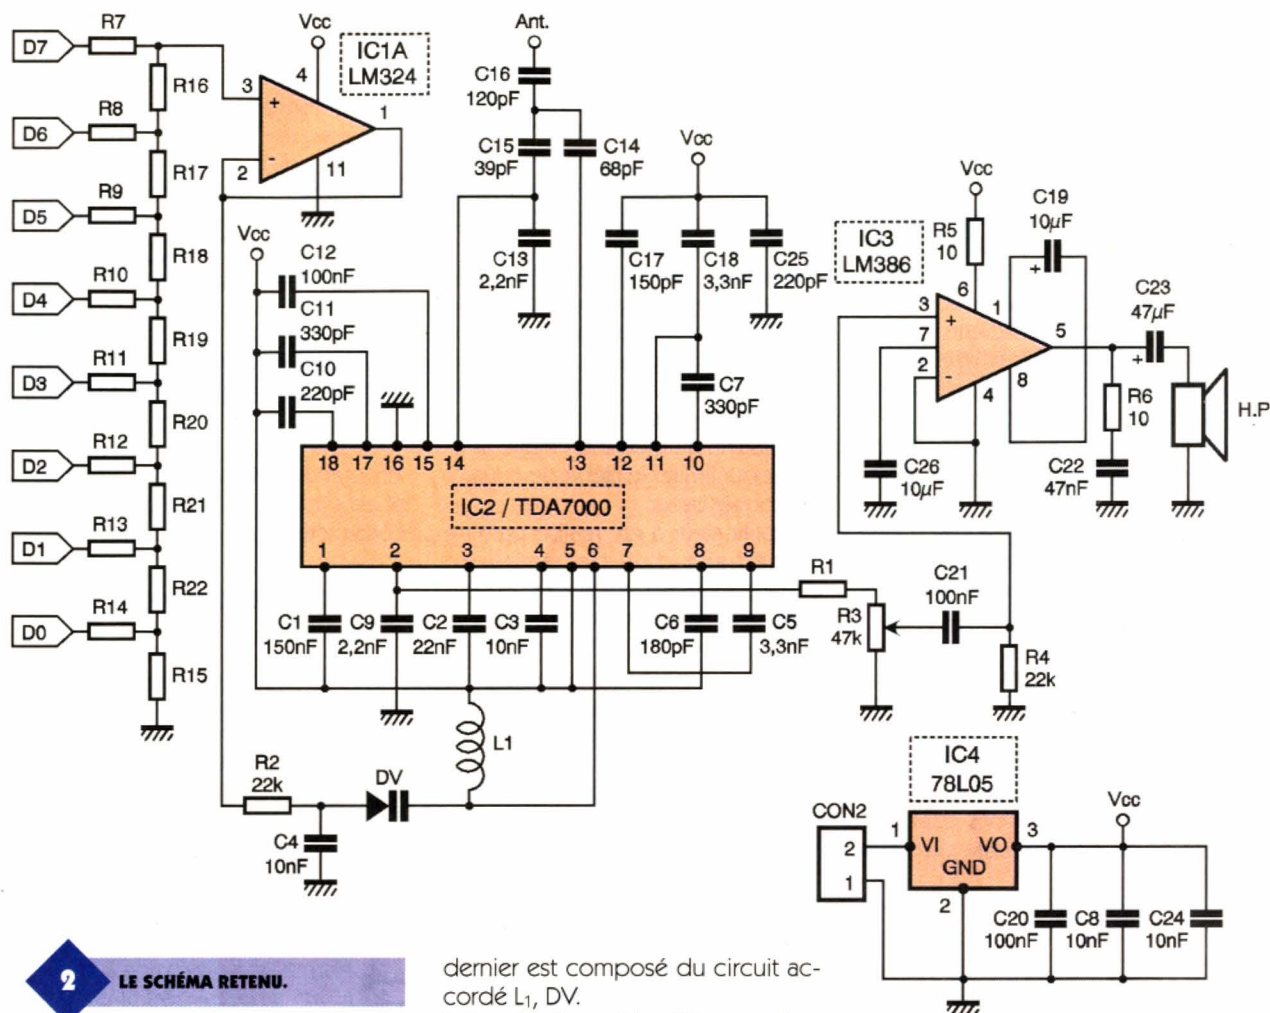 D7
R7
R16
D6
R8
R17
D5
R9
R18
D4
R10
R19
D3
R11
R20
D2
R12
R21
D1
R13
R22
D0
R14
R15
Vcc
4
IC1A
LM324
3
+
1
2
-
11
Ant.
C16
120pF
C15
39pF
C14
68pF
C13
2,2nF
Vcc
C17
150pF
C18
3,3nF
C25
220pF
C7
330pF
Vcc
C12
100nF
C11
330pF
C10
220pF
18
17
16
15
14
13
12
11
10
IC2 / TDA7000
1
2
3
4
5
6
7
8
9
C1
150nF
C9
2,2nF
C2
22nF
C3
10nF
C6
180pF
C5
3,3nF
L1
R2
22k
DV
C4
10nF
R1
R3
47k
C21
100nF
R4
22k
Vcc
R5
10
C19
10µF
+
IC3
LM386
3
+
7
2
-
6
1
5
8
4
C23
47µF
+
R6
10
H.P
C26
10µF
C22
47nF
IC4
78L05
CON2
2
1
1
VI
VO
GND
3
2
Vcc
C20
100nF
C8
10nF
C24
10nF
2
LE SCHÉMA RETENU.
dernier est composé du circuit ac-
cordé L1, DV.